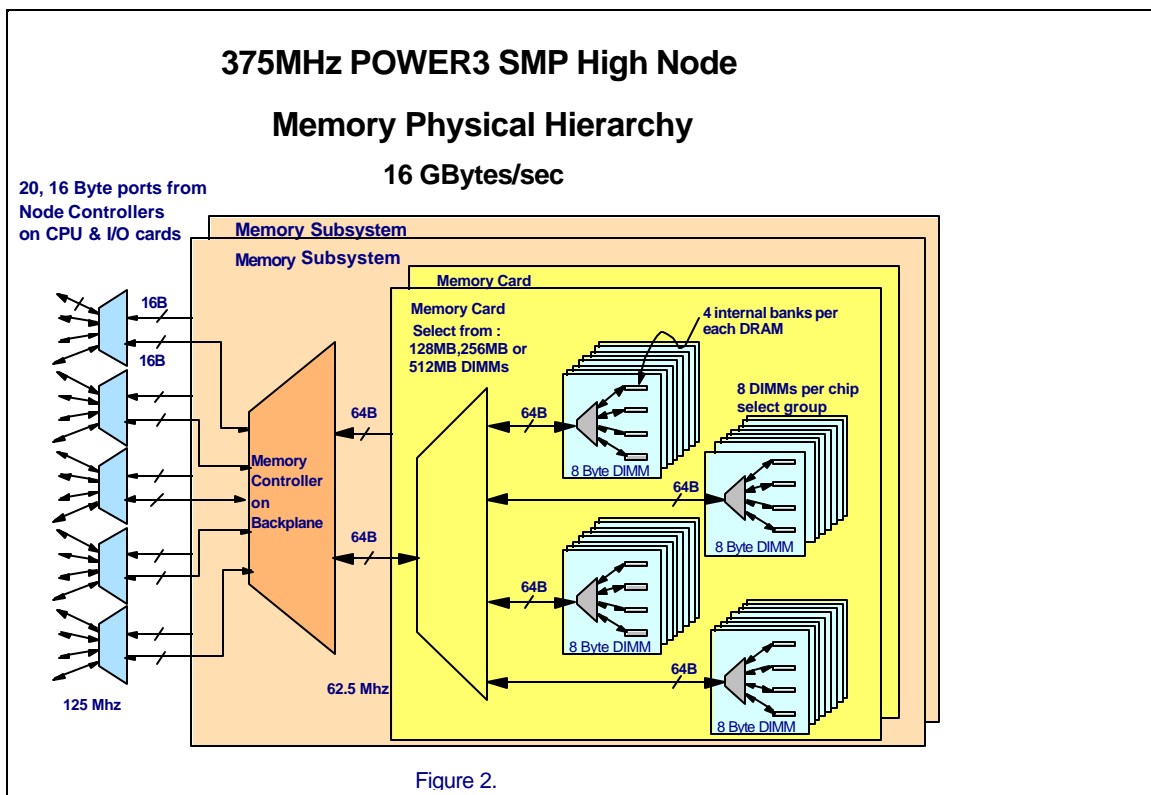 375MHz POWER3 SMP High Node
Memory Physical Hierarchy
16 GBytes/sec
20, 16 Byte ports from
Node Controllers
on CPU & I/O cards
Memory Subsystem
Memory Subsystem
Memory Card
Memory Card
Select from :
128MB,256MB or
512MB DIMMs
4 internal banks per
each DRAM
8 DIMMs per chip
select group
16B
16B
64B
64B
64B
64B
64B
64B
Memory
Controller
on
Backplane
8 Byte DIMM
8 Byte DIMM
8 Byte DIMM
8 Byte DIMM
125 Mhz
62.5 Mhz
Figure 2.